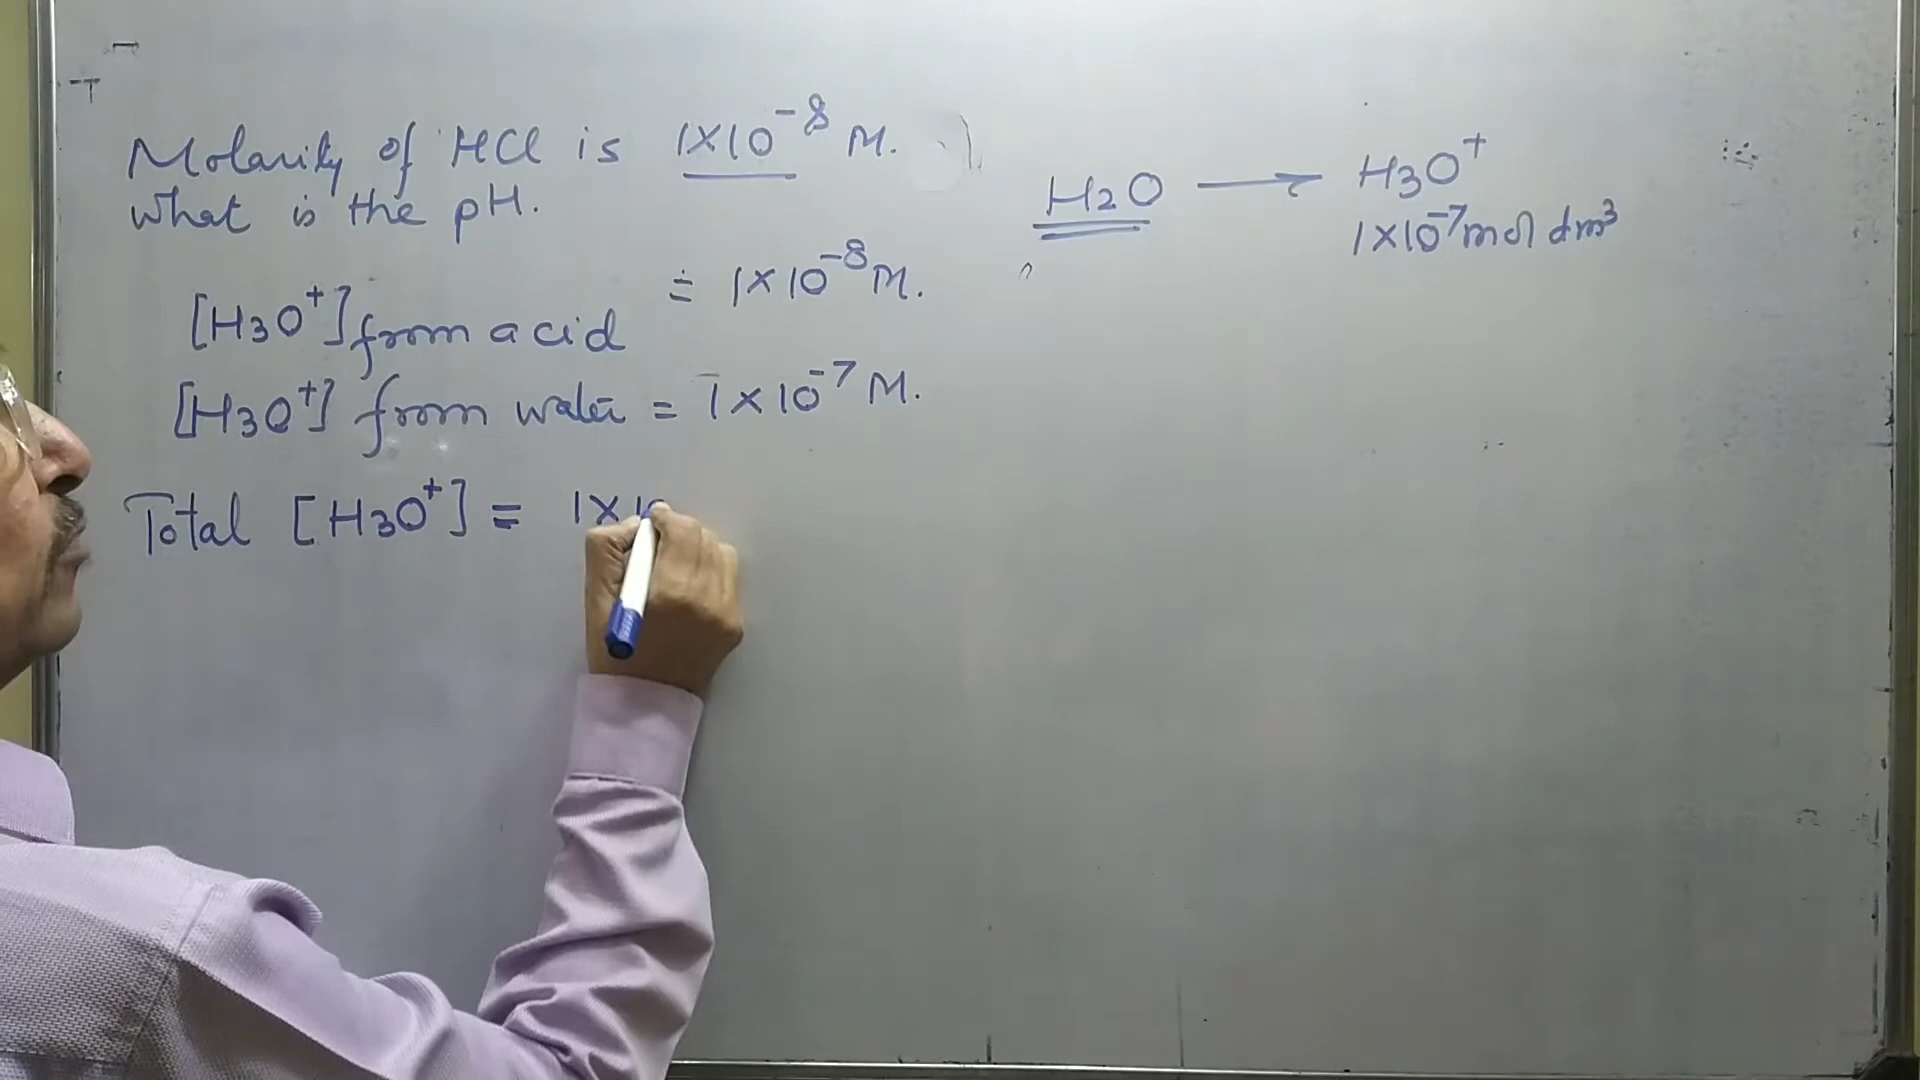 Molarity of HCl is 1×10⁻⁸ M.
what is the pH.
[H3O⁺] from acid = 1×10⁻⁸ M.
[H3O⁺] from water = 1×10⁻⁷ M.
Total [H3O⁺] = 1×10
H2O → H3O⁺
1×10⁻⁷ mol dm³